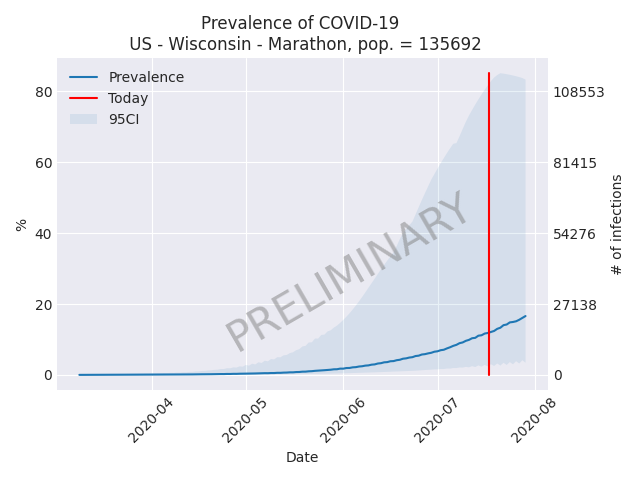 Prevalence of COVID-19
US - Wisconsin - Marathon, pop. = 135692
Prevalence
Today
95CI
80
60
40
20
0
%
108553
81415
54276
27138
0
# of infections
PRELIMINARY
2020-04
2020-05
2020-06
2020-07
2020-08
Date